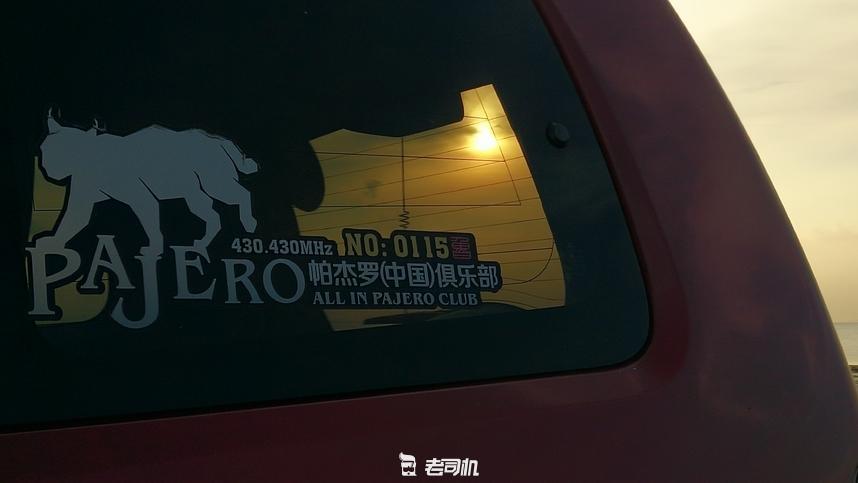 430.430MHz NO: 0115
PAJERO 帕杰罗(中国)俱乐部
ALL IN PAJERO CLUB
老司机